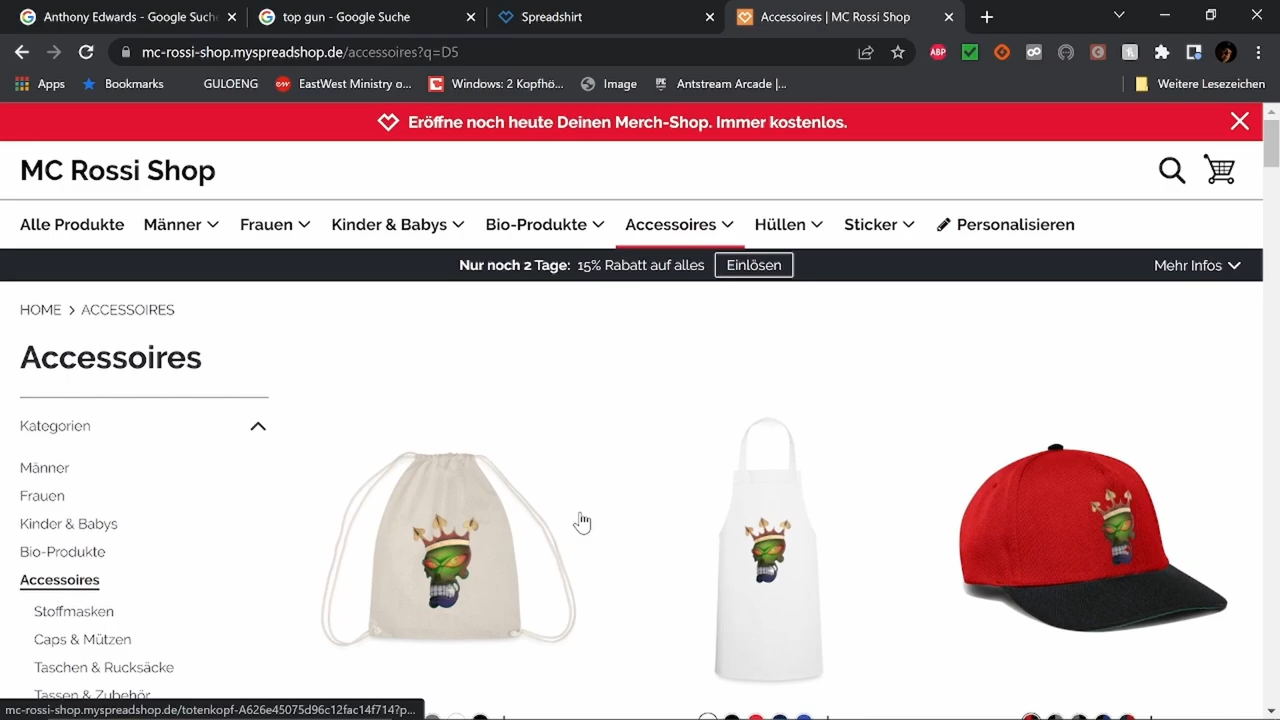 Anthony Edwards - Google Suche
top gun - Google Suche
Spreadshirt
Accessoires | MC Rossi Shop
mc-rossi-shop.myspreadshop.de/accessoires?q=D5
ABP
Apps
Bookmarks
GULOENG
EastWest Ministry o...
Windows: 2 Kopfhö...
Image
EPIC
Antstream Arcade |...
Weitere Lesezeichen
Eröffne noch heute Deinen Merch-Shop. Immer kostenlos.
MC Rossi Shop
Alle Produkte Männer Frauen Kinder & Babys Bio-Produkte Accessoires Hüllen Sticker Personalisieren
Nur noch 2 Tage: 15% Rabatt auf alles Einlösen Mehr Infos
HOME > ACCESSOIRES
Accessoires
Kategorien
Männer
Frauen
Kinder & Babys
Bio-Produkte
Accessoires
Stoffmasken
Caps & Mützen
Taschen & Rucksäcke
Tassen & Zubehör
mc-rossi-shop.myspreadshop.de/totenkopf-A626e45075d96c12fac14f714?p...